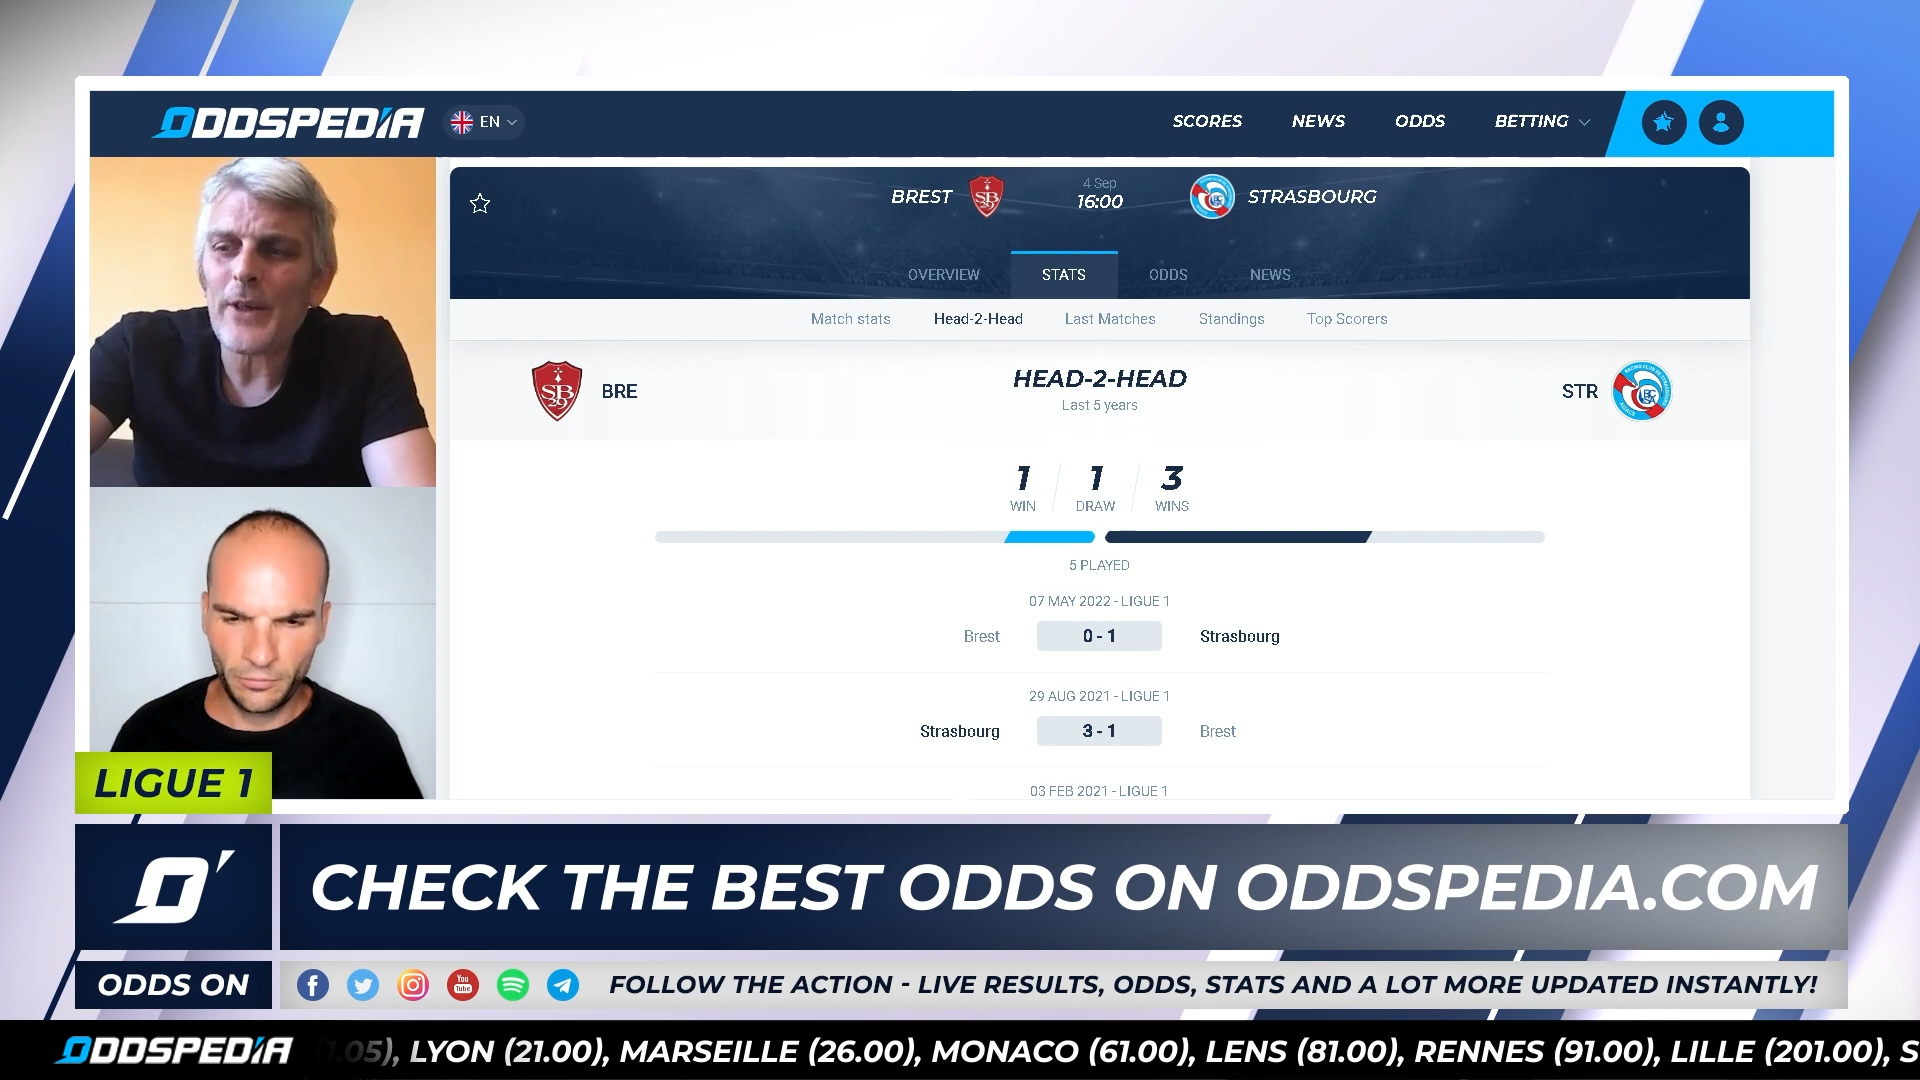 ODDSPEDIA
EN
SCORES NEWS ODDS BETTING
BREST
4 Sep
16:00
STRASBOURG
OVERVIEW STATS ODDS NEWS
Match stats Head-2-Head Last Matches Standings Top Scorers
BRE
HEAD-2-HEAD
Last 5 years
STR
1 1 3
WIN DRAW WINS
5 PLAYED
07 MAY 2022 - LIGUE 1
Brest 0 - 1 Strasbourg
29 AUG 2021 - LIGUE 1
Strasbourg 3 - 1 Brest
03 FEB 2021 - LIGUE 1
LIGUE 1
CHECK THE BEST ODDS ON ODDSPEDIA.COM
ODDS ON
FOLLOW THE ACTION - LIVE RESULTS, ODDS, STATS AND A LOT MORE UPDATED INSTANTLY!
ODDSPEDIA
LYON (21.00), MARSEILLE (26.00), MONACO (61.00), LENS (81.00), RENNES (91.00), LILLE (201.00), S